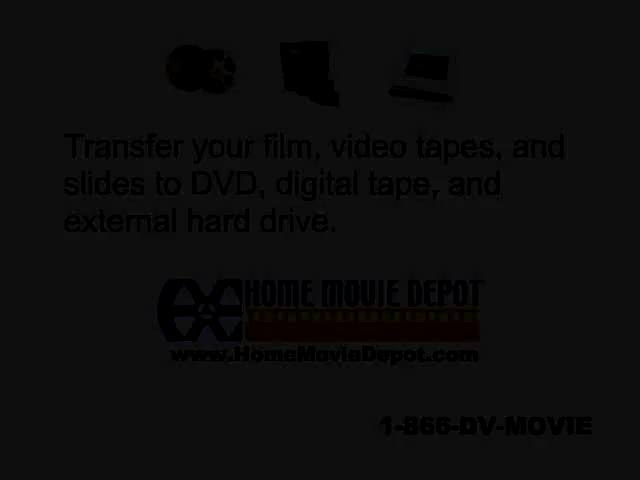 Transfer your film, video tapes, and
slides to DVD, digital tape, and
external hard drive.
HOME MOVIE DEPOT
www.HomeMovieDepot.com
1-866-DV-MOVIE